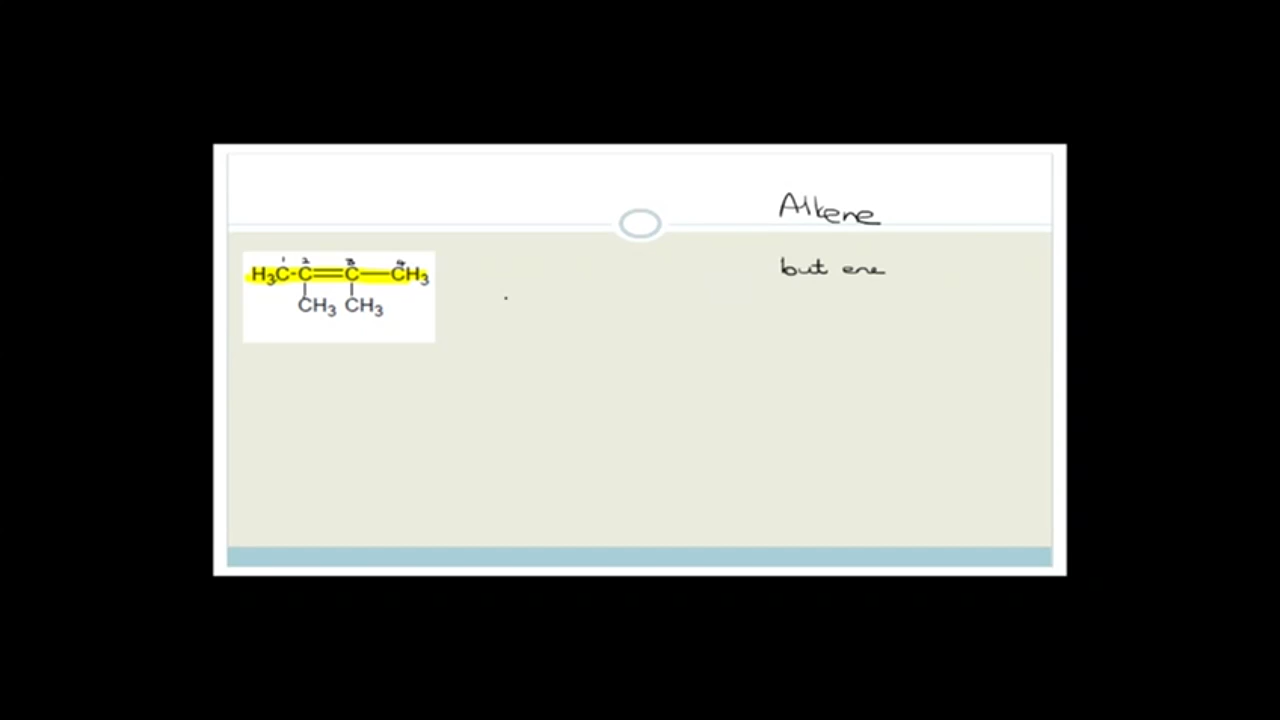 Alkene
but ene
1 2 3 4
H₃C-C=C—CH₃
CH₃ CH₃